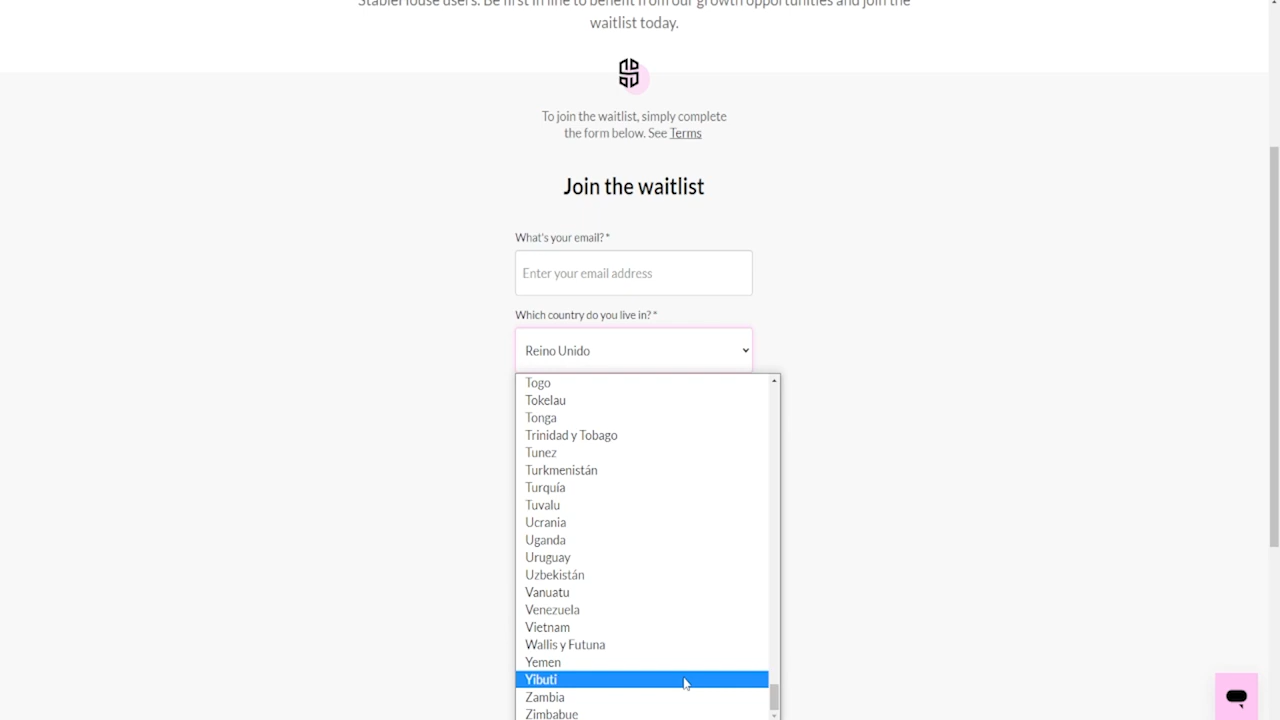 StableHouse users. Be first in line to benefit from our growth opportunities and join the
waitlist today.
To join the waitlist, simply complete
the form below. See Terms
Join the waitlist
What's your email? *
Enter your email address
Which country do you live in? *
Reino Unido
Togo
Tokelau
Tonga
Trinidad y Tobago
Tunez
Turkmenistán
Turquía
Tuvalu
Ucrania
Uganda
Uruguay
Uzbekistán
Vanuatu
Venezuela
Vietnam
Wallis y Futuna
Yemen
Yibuti
Zambia
Zimbabue